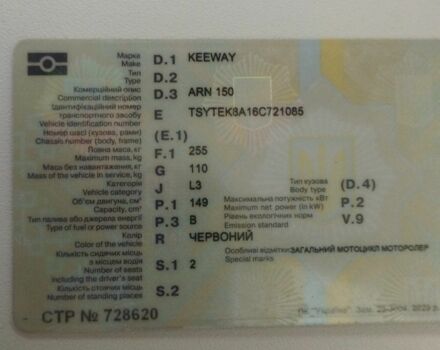 Марка
Make D.1 KEEWAY
Тип
Type D.2
Комерційний опис
Commercial description D.3 ARN 150
Ідентифікаційний номер
транспортного засобу
Vehicle identification number E TSYTEK8A16C721085
Номер шасі (кузова, рами)
Chassis number (body, frame) (E.1)
Повна маса, кг
Maximum mass, kg F.1 255
Маса без навантаження, кг
Mass of the vehicle in service, kg G 110
Категорія
Vehicle category J L3
Тип кузова
Body type (D.4)
Об'єм двигуна, см³
Capacity, cm³ P.1 149
Максимальна потужність кВт
Maximum net power (in kW) P.2
Тип палива або джерела енергії
Type of fuel or power source P.3 B
Рівень екологічних норм
Emission standard V.9
Колір
Color of the vehicle R ЧЕРВОНИЙ
Кількість сидячих місць
з місцем водія
Number of seats
including the driver's seat S.1 2
Особливі відмітки: ЗАГАЛЬНИЙ МОТОЦИКЛ МОТОРОЛЕР
Special marks
Кількість стоячих місць
Number of standing places S.2
СТР № 728620